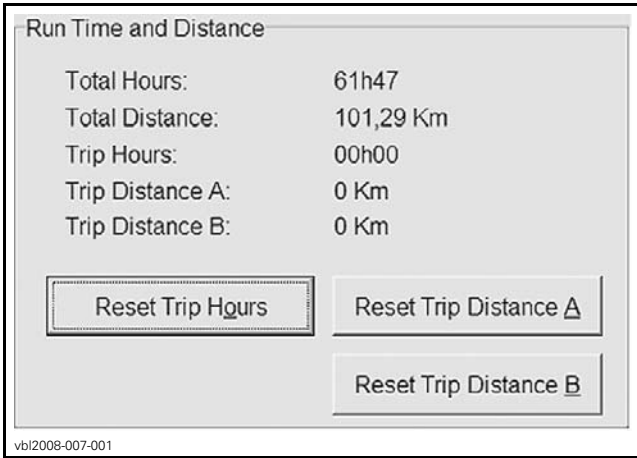 Run Time and Distance
Total Hours: 61h47
Total Distance: 101,29 Km
Trip Hours: 00h00
Trip Distance A: 0 Km
Trip Distance B: 0 Km
Reset Trip Hours Reset Trip Distance A
Reset Trip Distance B
vbl2008-007-001